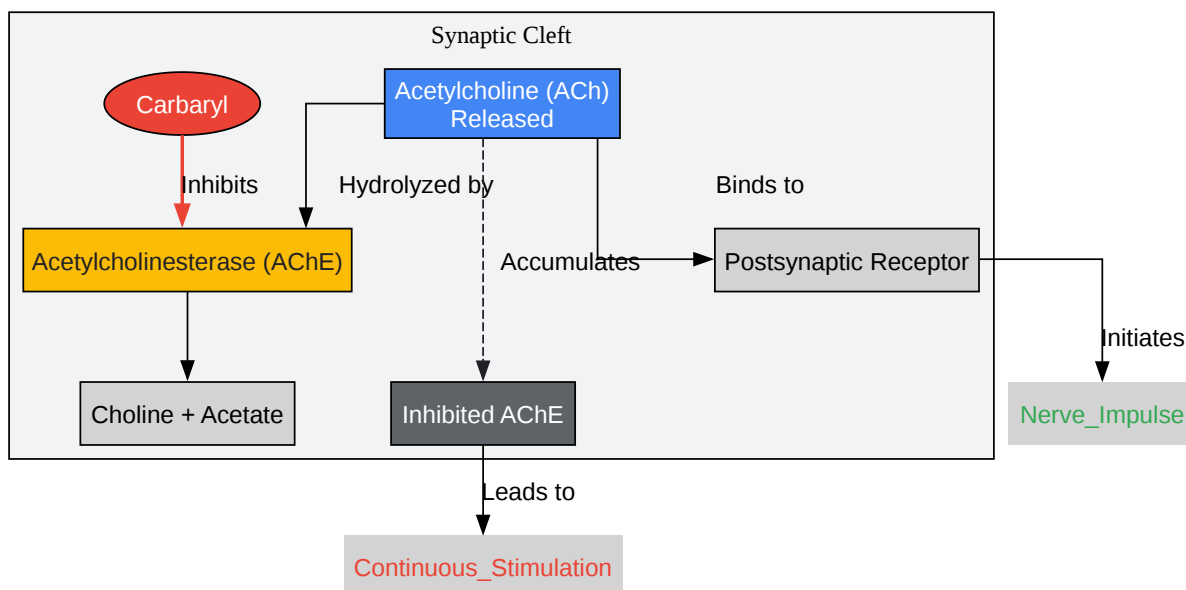 Synaptic Cleft
Carbaryl
Acetylcholine (ACh)
Released
Inhibits
Hydrolyzed by
Binds to
Acetylcholinesterase (AChE)
Accumulates
Postsynaptic Receptor
Initiates
Choline + Acetate
Inhibited AChE
Nerve_Impulse
Leads to
Continuous_Stimulation